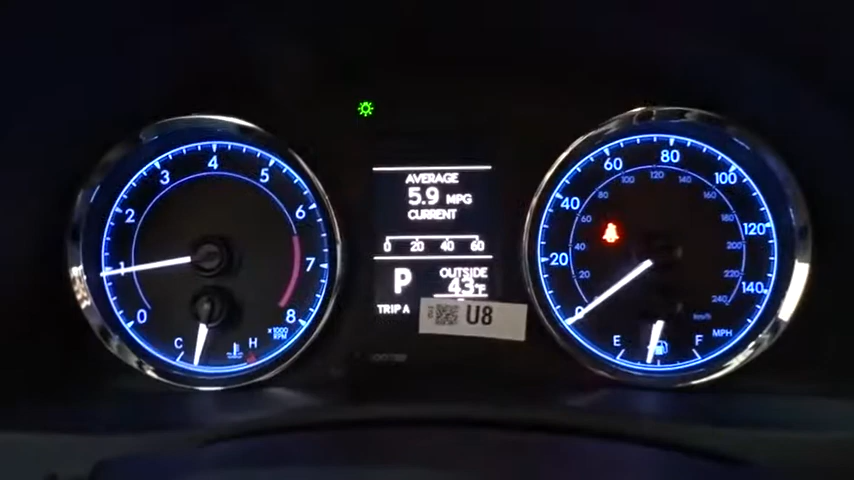 0
1
2
3
4
5
6
7
8
×1000
RPM
C
H
AVERAGE
5.9 MPG
CURRENT
0 20 40 60
P
OUTSIDE
43°F
TRIP A
U8
0
20
40
60
80
100
120
140
20
40
60
80
100
120
140
160
180
200
220
240
km/h
MPH
E
F